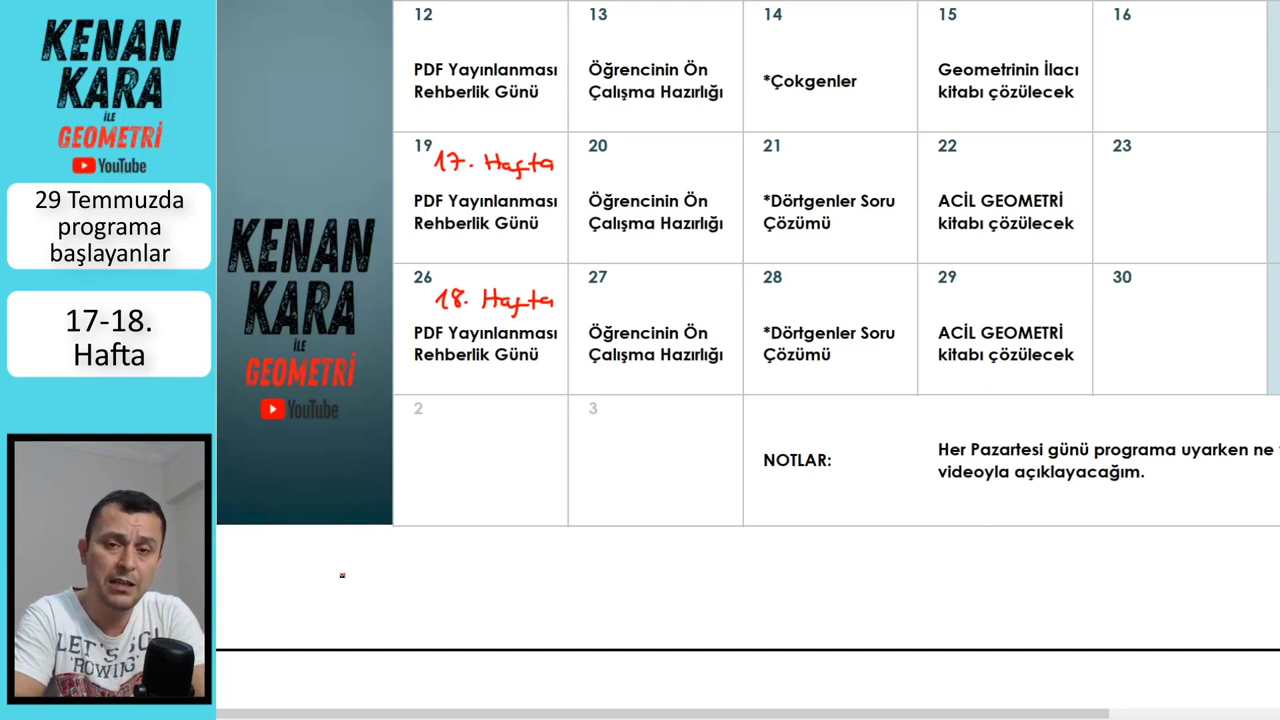 KENAN
KARA
İLE
GEOMETRİ
YouTube
29 Temmuzda
programa
başlayanlar
17-18.
Hafta
LET'S GO
ROWING
KENAN
KARA
İLE
GEOMETRİ
YouTube
12
PDF Yayınlanması
Rehberlik Günü
13
Öğrencinin Ön
Çalışma Hazırlığı
14
*Çokgenler
15
Geometrinin İlacı
kitabı çözülecek
16
19
17. Hafta
PDF Yayınlanması
Rehberlik Günü
20
Öğrencinin Ön
Çalışma Hazırlığı
21
*Dörtgenler Soru
Çözümü
22
ACİL GEOMETRİ
kitabı çözülecek
23
26
18. Hafta
PDF Yayınlanması
Rehberlik Günü
27
Öğrencinin Ön
Çalışma Hazırlığı
28
*Dörtgenler Soru
Çözümü
29
ACİL GEOMETRİ
kitabı çözülecek
30
2
3
NOTLAR:
Her Pazartesi günü programa uyarken ne
videoyla açıklayacağım.